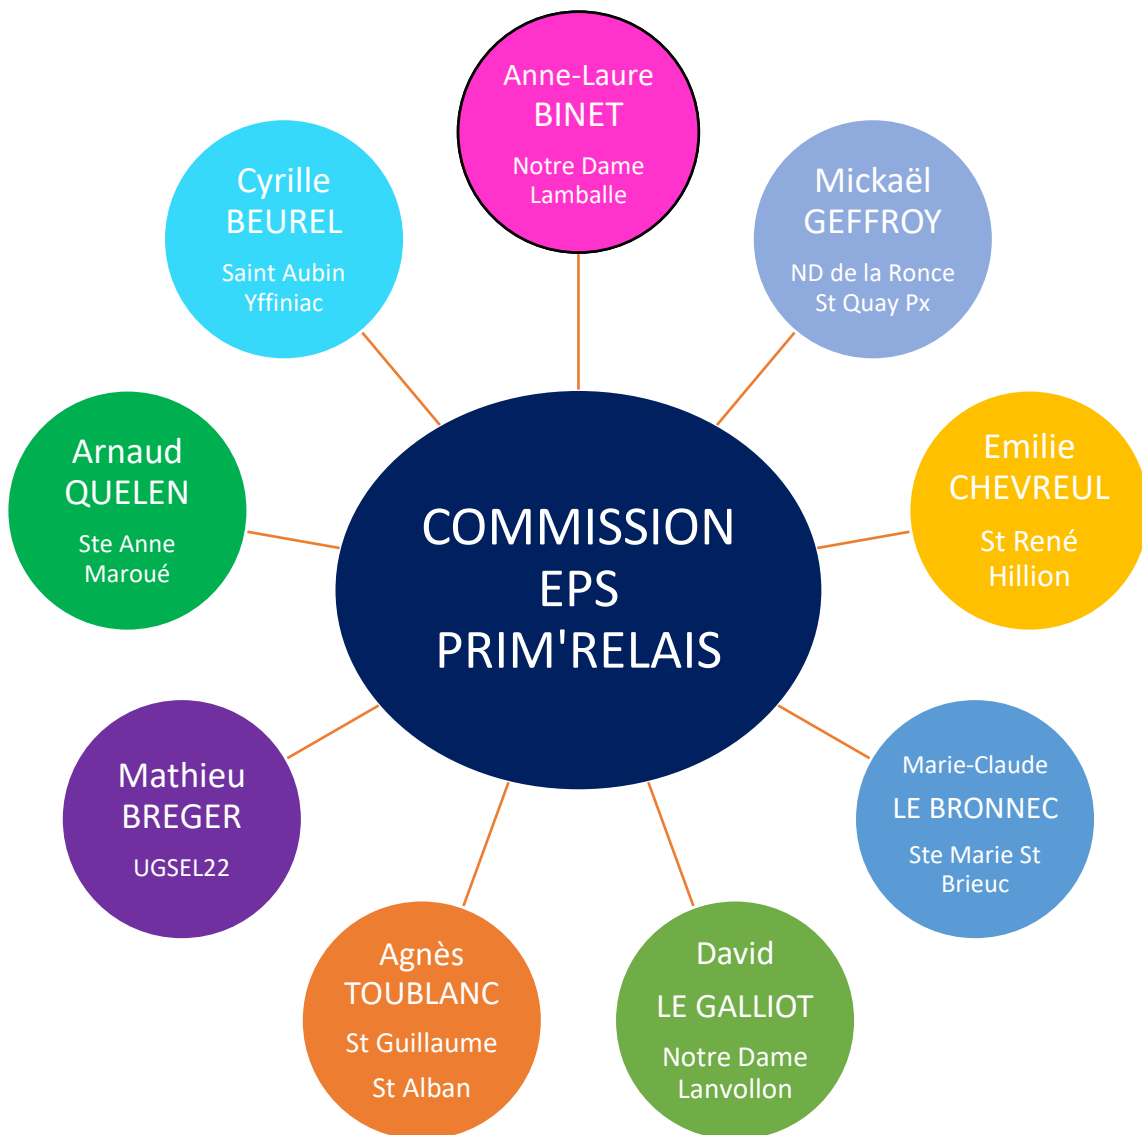 Anne-Laure
BINET
Notre Dame
Lamballe
Mickaël
GEFFROY
ND de la Ronce
St Quay Px
Emilie
CHEVREUL
St René
Hillion
Marie-Claude
LE BRONNEC
Ste Marie St
Brieuc
David
LE GALLIOT
Notre Dame
Lanvollon
Agnès
TOUBLANC
St Guillaume
St Alban
Mathieu
BREGER
UGSEL22
Arnaud
QUELEN
Ste Anne
Maroué
Cyrille
BEUREL
Saint Aubin
Yffiniac
COMMISSION
EPS
PRIM'RELAIS